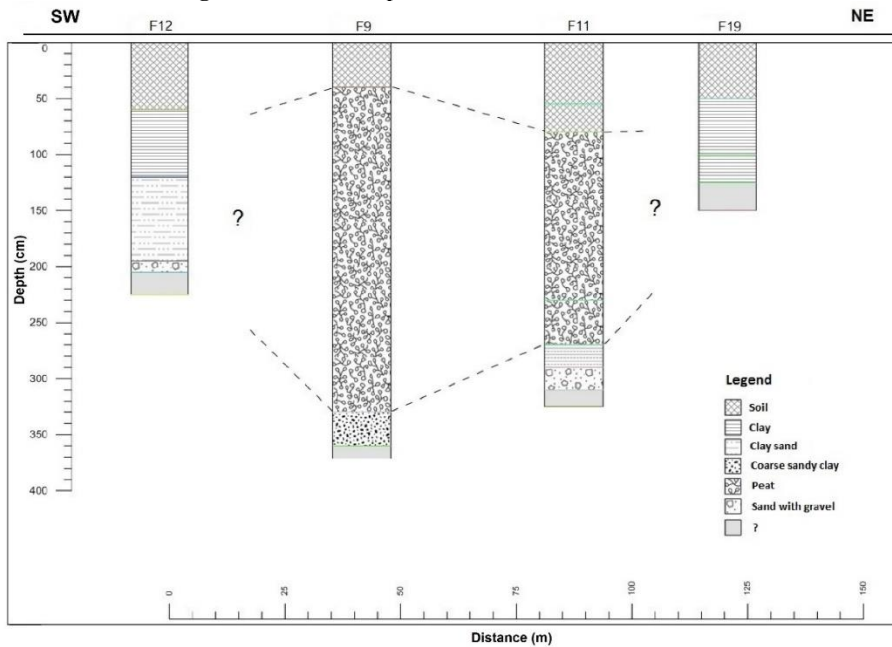 SW NE
F12 F9 F11 F19
0
50
100
150
200
250
300
350
400
Depth (cm)
? ?
Legend
Soil
Clay
Clay sand
Coarse sandy clay
Peat
Sand with gravel
?
0 25 50 75 100 125 150
Distance (m)